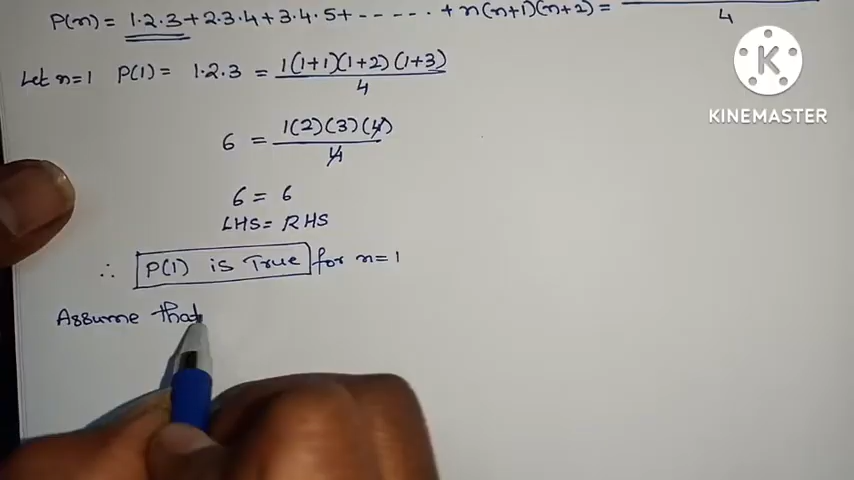 P(n) = 1·2·3 + 2·3·4 + 3·4·5 + - - - - - · + n(n+1)(n+2) = ——— / 4
Let n=1 P(1) = 1·2·3 = 1(1+1)(1+2)(1+3) / 4
6 = 1(2)(3)(4) / 4
6 = 6
LHS = RHS
∴ P(1) is True for n=1
Assume that
K
KINEMASTER